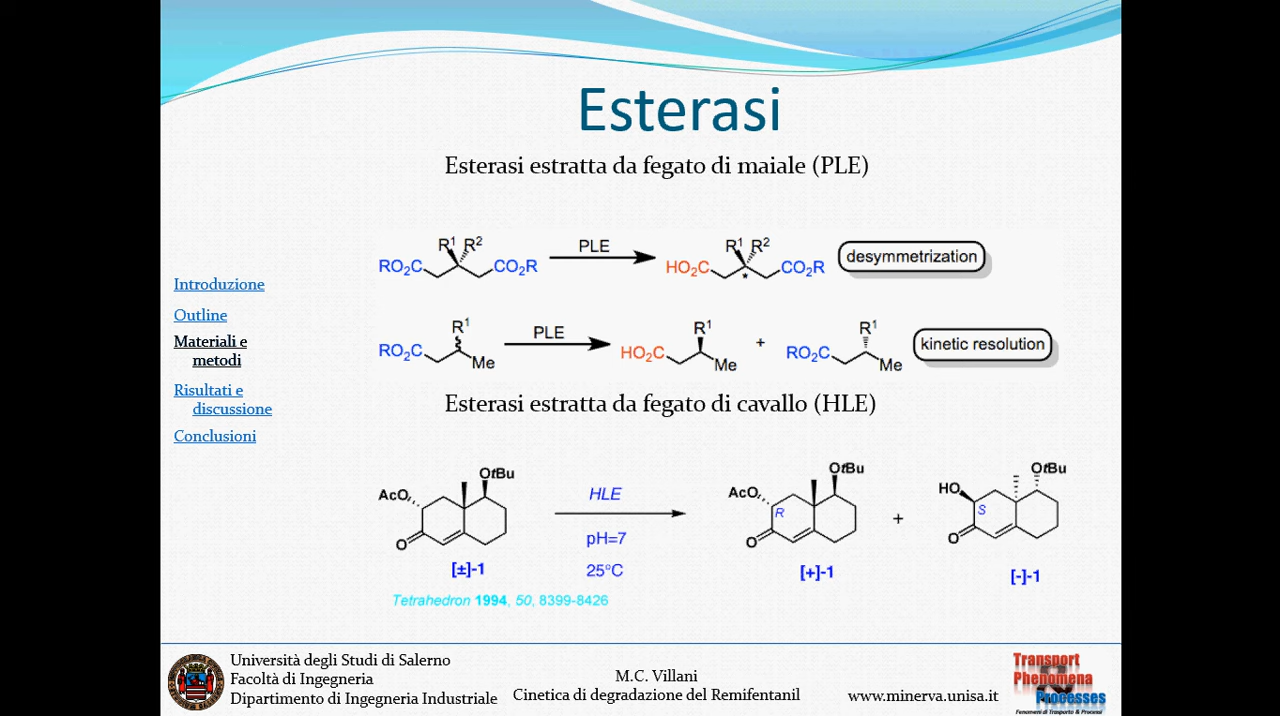 Esterasi
Esterasi estratta da fegato di maiale (PLE)
RO₂C R¹ R² CO₂R PLE HO₂C R¹ R² CO₂R * desymmetrization
RO₂C R¹ Me PLE HO₂C R¹ Me + RO₂C R¹ Me kinetic resolution
Esterasi estratta da fegato di cavallo (HLE)
AcO OtBu O HLE AcO R OtBu O + HO S OtBu O
pH=7
25°C
[±]-1 [+]-1 [-]-1
Tetrahedron 1994, 50, 8399-8426
Introduzione
Outline
Materiali e
metodi
Risultati e
discussione
Conclusioni
Università degli Studi di Salerno
Facoltà di Ingegneria
Dipartimento di Ingegneria Industriale
M.C. Villani
Cinetica di degradazione del Remifentanil
www.minerva.unisa.it
Transport
Phenomena
Processes
Fenomeni di Trasporto & Processi